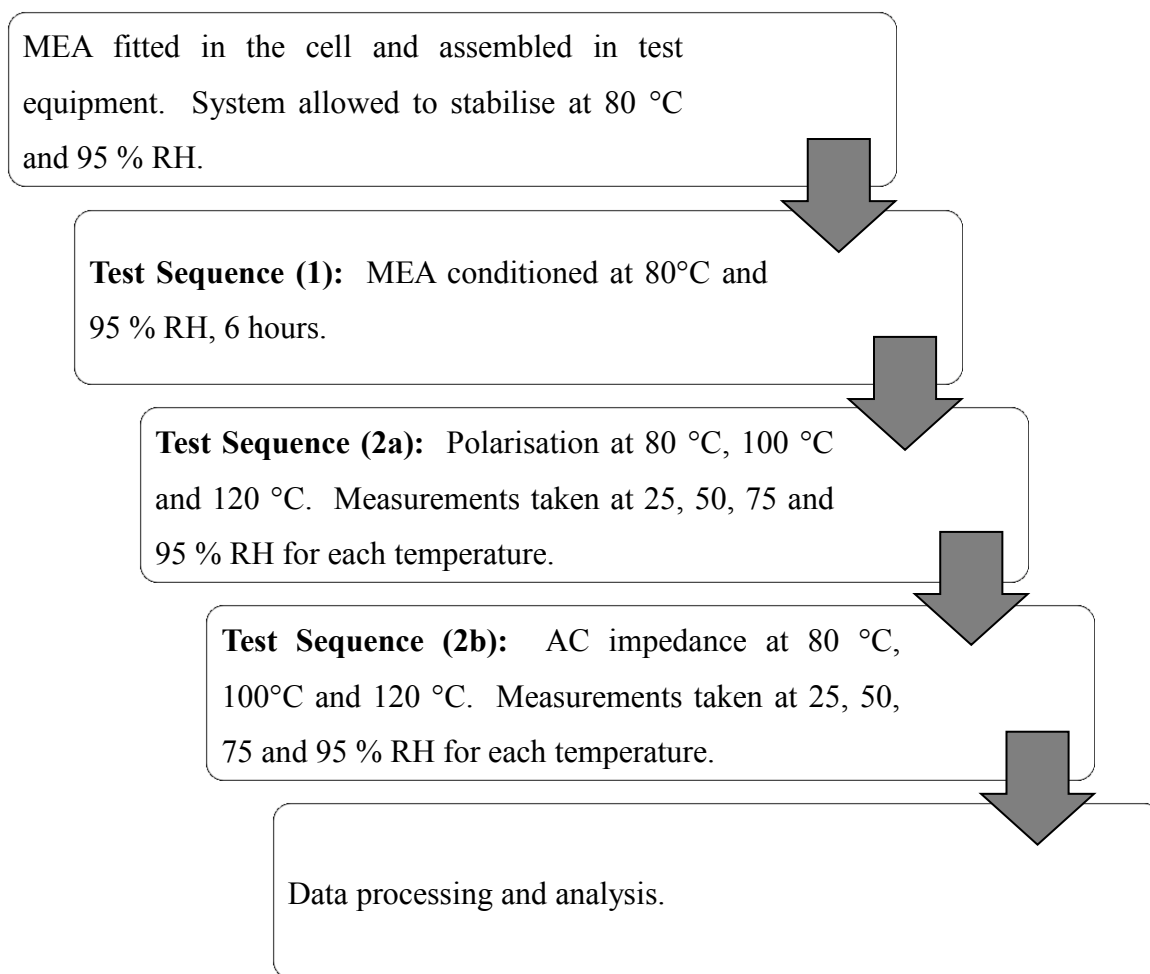 MEA fitted in the cell and assembled in test
equipment. System allowed to stabilise at 80 °C
and 95 % RH.
Test Sequence (1): MEA conditioned at 80°C and
95 % RH, 6 hours.
Test Sequence (2a): Polarisation at 80 °C, 100 °C
and 120 °C. Measurements taken at 25, 50, 75 and
95 % RH for each temperature.
Test Sequence (2b): AC impedance at 80 °C,
100°C and 120 °C. Measurements taken at 25, 50,
75 and 95 % RH for each temperature.
Data processing and analysis.